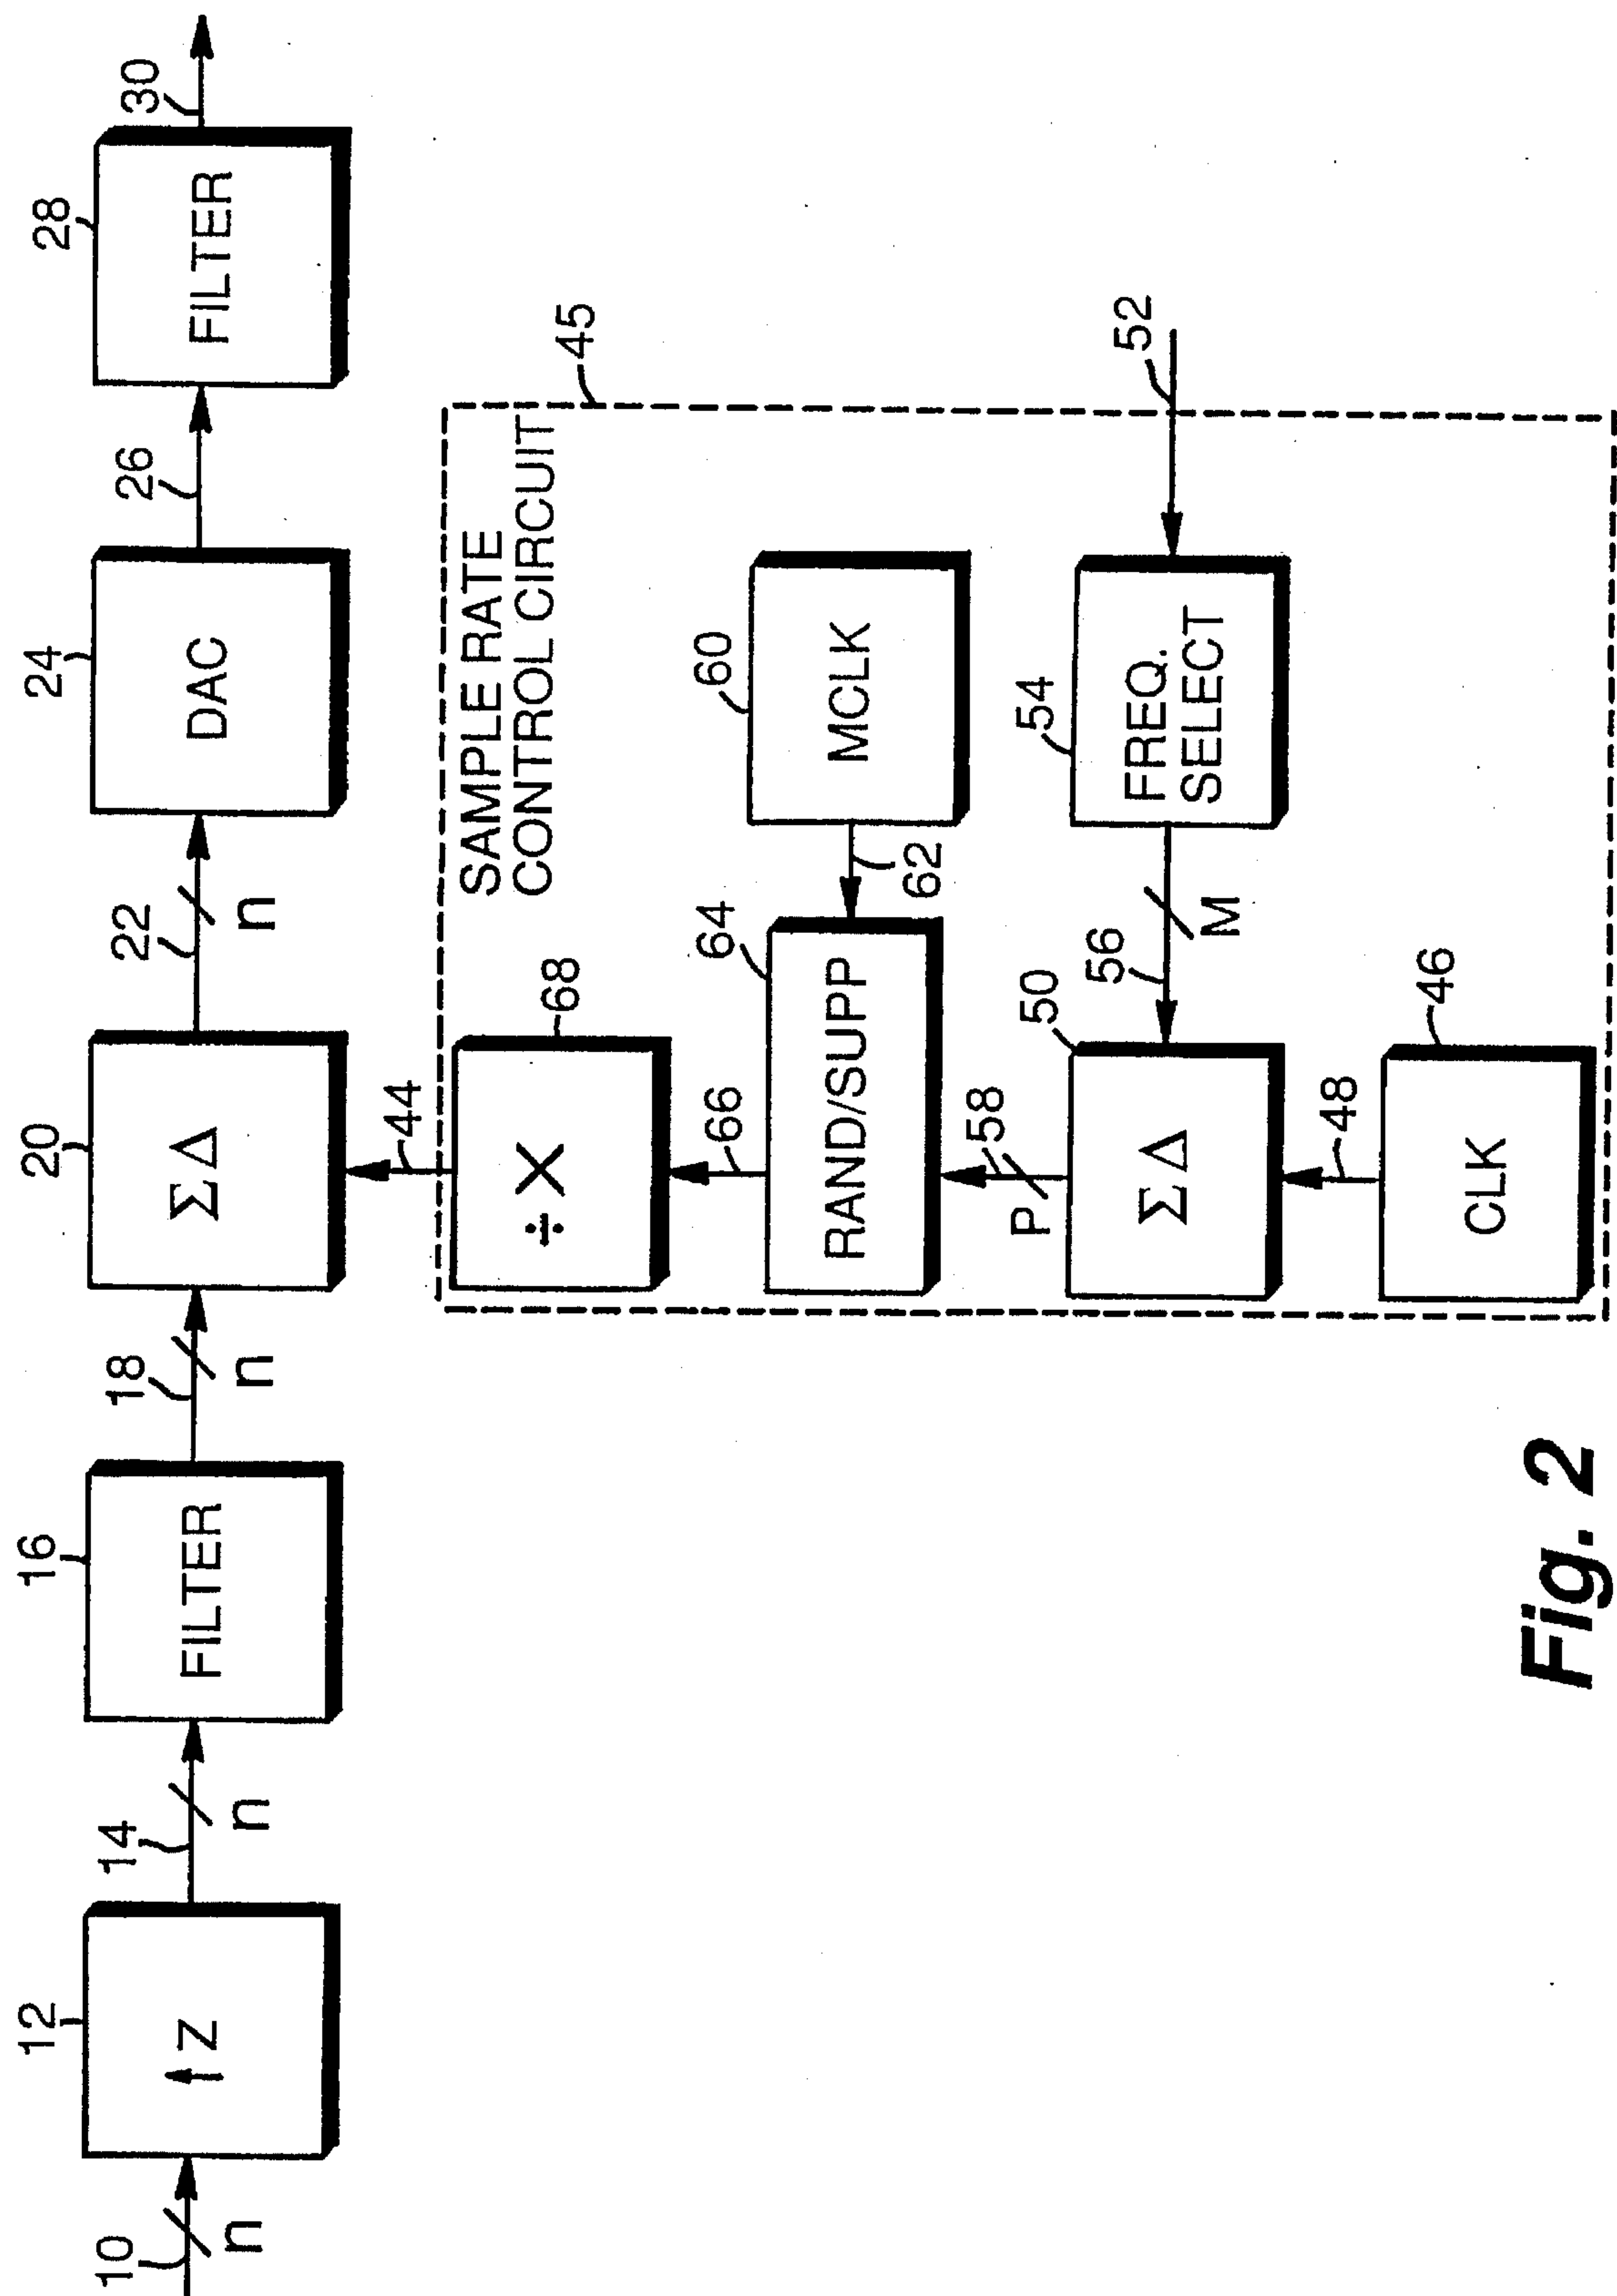 10
n
12
↑Z
14
n
16
FILTER
18
n
20
ΣΔ
22
n
24
DAC
26
28
FILTER
30
44
45
SAMPLE RATE
CONTROL CIRCUIT
68
÷X
66
64
RAND/SUPP
62
60
MCLK
58
P
50
ΣΔ
56
M
54
FREQ.
SELECT
52
48
46
CLK
Fig. 2